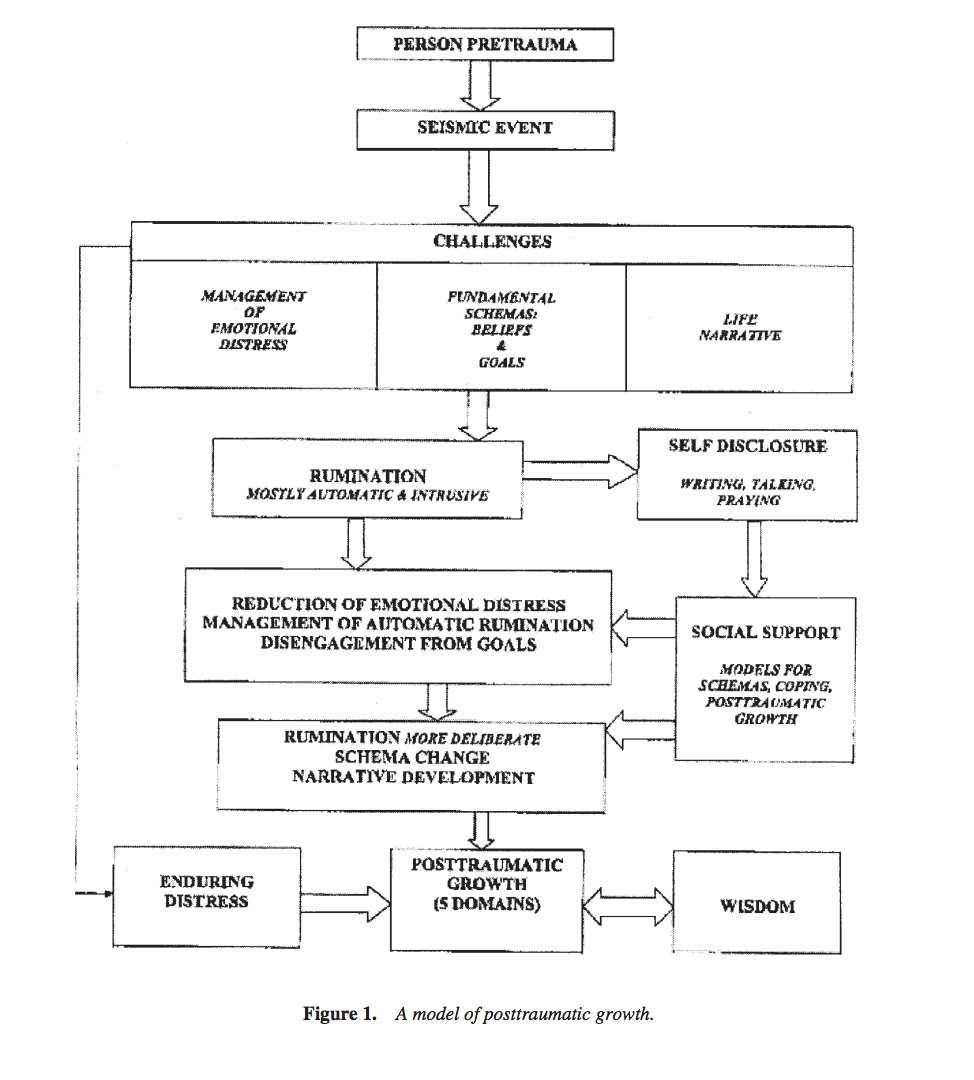 PERSON PRETRAUMA
SEISMIC EVENT
CHALLENGES
MANAGEMENT
OF
EMOTIONAL
DISTRESS
FUNDAMENTAL
SCHEMAS:
BELIEFS
&
GOALS
LIFE
NARRATIVE
RUMINATION
MOSTLY AUTOMATIC & INTRUSIVE
SELF DISCLOSURE
WRITING, TALKING,
PRAYING
REDUCTION OF EMOTIONAL DISTRESS
MANAGEMENT OF AUTOMATIC RUMINATION
DISENGAGEMENT FROM GOALS
SOCIAL SUPPORT
MODELS FOR
SCHEMAS, COPING,
POSTTRAUMATIC
GROWTH
RUMINATION MORE DELIBERATE
SCHEMA CHANGE
NARRATIVE DEVELOPMENT
ENDURING
DISTRESS
POSTTRAUMATIC
GROWTH
(5 DOMAINS)
WISDOM
Figure 1. A model of posttraumatic growth.